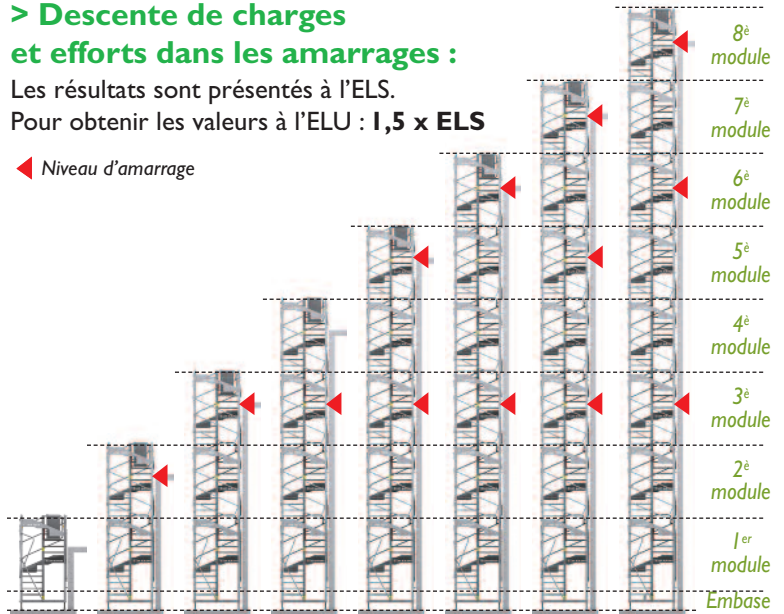 > Descente de charges
et efforts dans les amarrages :
Les résultats sont présentés à l’ELS.
Pour obtenir les valeurs à l’ELU : 1,5 x ELS
Niveau d’amarrage
8è
module
7è
module
6è
module
5è
module
4è
module
3è
module
2è
module
1er
module
Embase